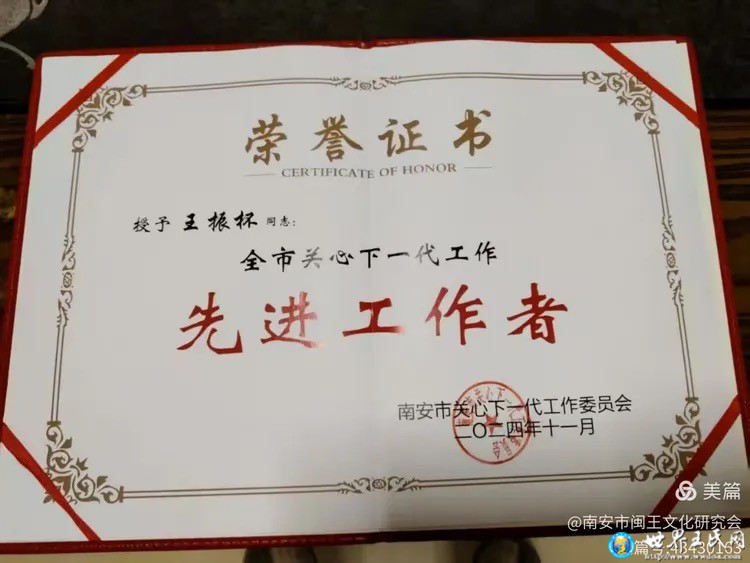 荣誉证书
CERTIFICATE OF HONOR
授予 王振杯 同志：
全市关心下一代工作
先进工作者
南安市关心下一代工作委员会
二〇二四年十一月
美篇
@南安市闽王文化研究会
世界王氏网